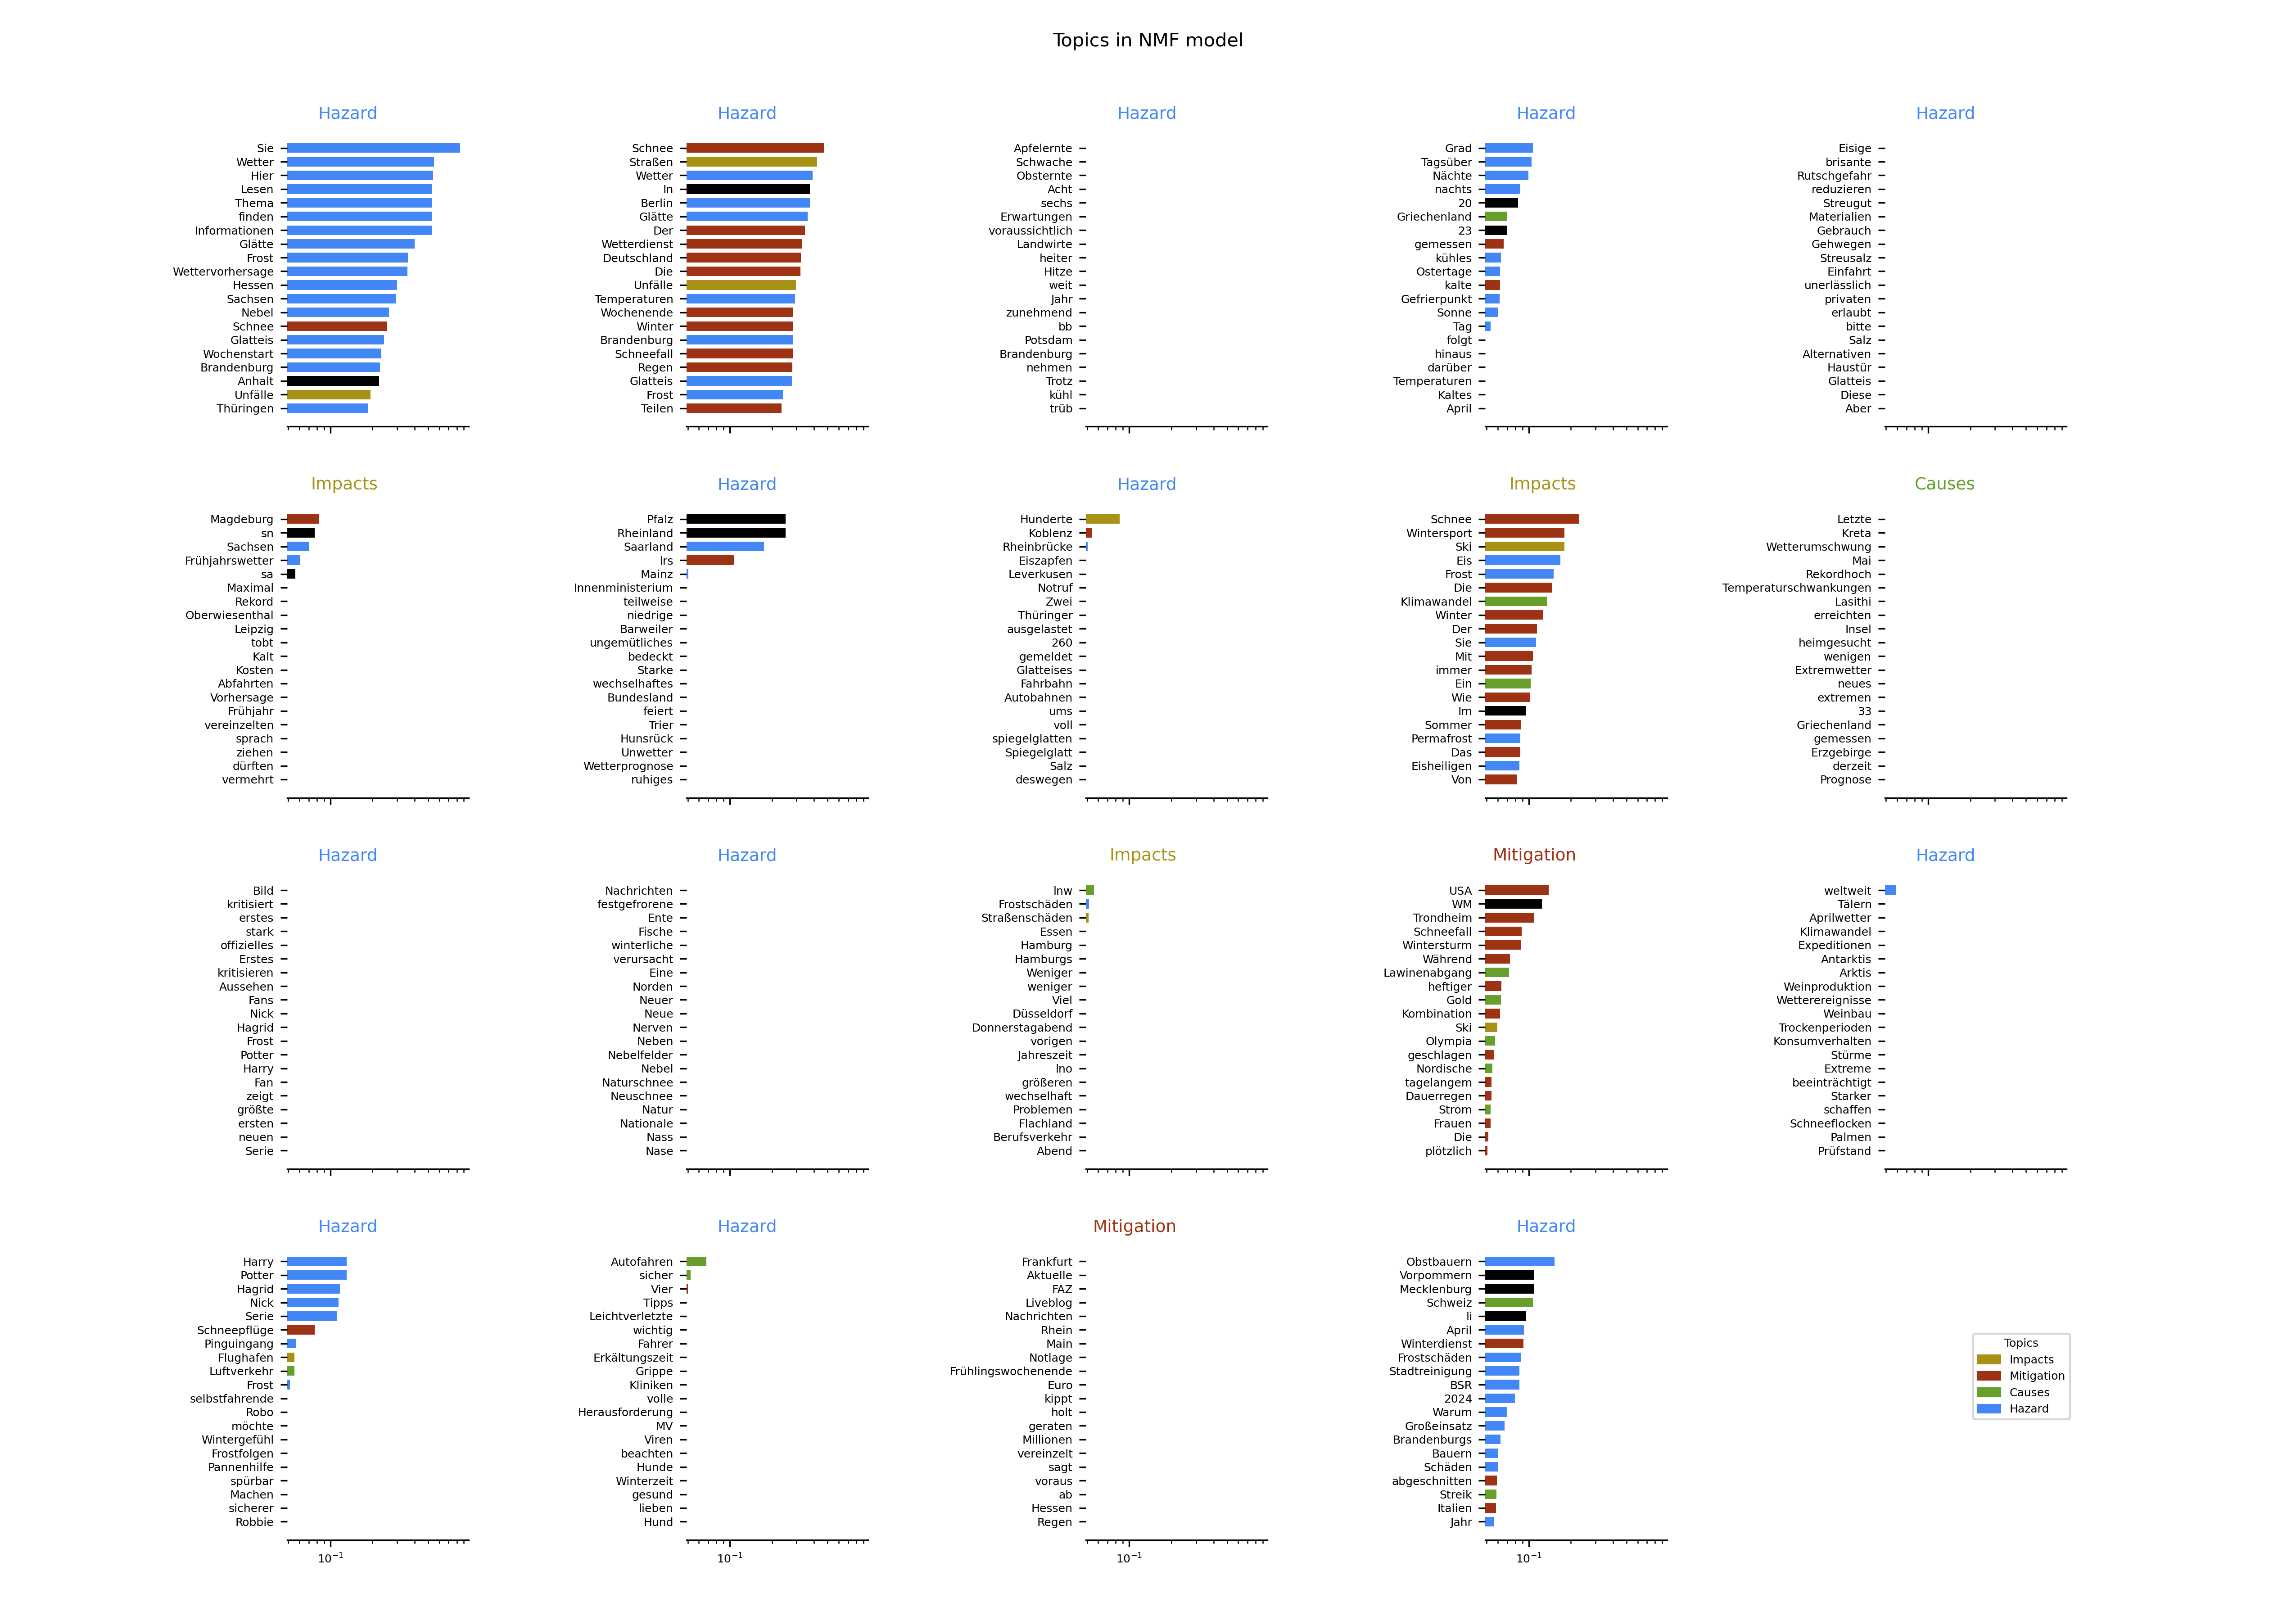 Topics in NMF model
Hazard
Sie
Wetter
Hier
Lesen
Thema
finden
Informationen
Glätte
Frost
Wettervorhersage
Hessen
Sachsen
Nebel
Schnee
Glatteis
Wochenstart
Brandenburg
Anhalt
Unfälle
Thüringen
Hazard
Schnee
Straßen
Wetter
In
Berlin
Glätte
Der
Wetterdienst
Deutschland
Die
Unfälle
Temperaturen
Wochenende
Winter
Brandenburg
Schneefall
Regen
Glatteis
Frost
Teilen
Hazard
Apfelernte
Schwache
Obsternte
Acht
sechs
Erwartungen
voraussichtlich
Landwirte
heiter
Hitze
weit
Jahr
zunehmend
bb
Potsdam
Brandenburg
nehmen
Trotz
kühl
trüb
Hazard
Grad
Tagsüber
Nächte
nachts
20
Griechenland
23
gemessen
kühles
Ostertage
kalte
Gefrierpunkt
Sonne
Tag
folgt
hinaus
darüber
Temperaturen
Kaltes
April
Hazard
Eisige
brisante
Rutschgefahr
reduzieren
Streugut
Materialien
Gebrauch
Gehwegen
Streusalz
Einfahrt
unerlässlich
privaten
erlaubt
bitte
Salz
Alternativen
Haustür
Glatteis
Diese
Aber
Impacts
Magdeburg
sn
Sachsen
Frühjahrswetter
sa
Maximal
Rekord
Oberwiesenthal
Leipzig
tobt
Kalt
Kosten
Abfahrten
Vorhersage
Frühjahr
vereinzelten
sprach
ziehen
dürften
vermehrt
Hazard
Pfalz
Rheinland
Saarland
lrs
Mainz
Innenministerium
teilweise
niedrige
Barweiler
ungemütliches
bedeckt
Starke
wechselhaftes
Bundesland
feiert
Trier
Hunsrück
Unwetter
Wetterprognose
ruhiges
Hazard
Hunderte
Koblenz
Rheinbrücke
Eiszapfen
Leverkusen
Notruf
Zwei
Thüringer
ausgelastet
260
gemeldet
Glatteises
Fahrbahn
Autobahnen
ums
voll
spiegelglatten
Spiegelglatt
Salz
deswegen
Impacts
Schnee
Wintersport
Ski
Eis
Frost
Die
Klimawandel
Winter
Der
Sie
Mit
immer
Ein
Wie
Im
Sommer
Permafrost
Das
Eisheiligen
Von
Causes
Letzte
Kreta
Wetterumschwung
Mai
Rekordhoch
Temperaturschwankungen
Lasithi
erreichten
Insel
heimgesucht
wenigen
Extremwetter
neues
extremen
33
Griechenland
gemessen
Erzgebirge
derzeit
Prognose
Hazard
Bild
kritisiert
erstes
stark
offizielles
Erstes
kritisieren
Aussehen
Fans
Nick
Hagrid
Frost
Potter
Harry
Fan
zeigt
größte
ersten
neuen
Serie
Hazard
Nachrichten
festgefrorene
Ente
Fische
winterliche
verursacht
Eine
Norden
Neuer
Neue
Nerven
Neben
Nebelfelder
Nebel
Naturschnee
Neuschnee
Natur
Nationale
Nass
Nase
Impacts
lnw
Frostschäden
Straßenschäden
Essen
Hamburg
Hamburgs
Weniger
weniger
Viel
Düsseldorf
Donnerstagabend
vorigen
Jahreszeit
lno
größeren
wechselhaft
Problemen
Flachland
Berufsverkehr
Abend
Mitigation
USA
WM
Trondheim
Schneefall
Wintersturm
Während
Lawinenabgang
heftiger
Gold
Kombination
Ski
Olympia
geschlagen
Nordische
tagelangem
Dauerregen
Strom
Frauen
Die
plötzlich
Hazard
weltweit
Tälern
Aprilwetter
Klimawandel
Expeditionen
Antarktis
Arktis
Weinproduktion
Wetterereignisse
Weinbau
Trockenperioden
Konsumverhalten
Stürme
Extreme
beeinträchtigt
Starker
schaffen
Schneeflocken
Palmen
Prüfstand
Hazard
Harry
Potter
Hagrid
Nick
Serie
Schneepflüge
Pinguingang
Flughafen
Luftverkehr
Frost
selbstfahrende
Robo
möchte
Wintergefühl
Frostfolgen
Pannenhilfe
spürbar
Machen
sicherer
Robbie
10⁻¹
Hazard
Autofahren
sicher
Vier
Tipps
Leichtverletzte
wichtig
Fahrer
Erkältungszeit
Grippe
Kliniken
volle
Herausforderung
MV
Viren
beachten
Hunde
Winterzeit
gesund
lieben
Hund
10⁻¹
Mitigation
Frankfurt
Aktuelle
FAZ
Liveblog
Nachrichten
Rhein
Main
Notlage
Frühlingswochenende
Euro
kippt
holt
geraten
Millionen
vereinzelt
sagt
voraus
ab
Hessen
Regen
10⁻¹
Hazard
Obstbauern
Vorpommern
Mecklenburg
Schweiz
li
April
Winterdienst
Frostschäden
Stadtreinigung
BSR
2024
Warum
Großeinsatz
Brandenburgs
Bauern
Schäden
abgeschnitten
Streik
Italien
Jahr
10⁻¹
Topics
Impacts
Mitigation
Causes
Hazard